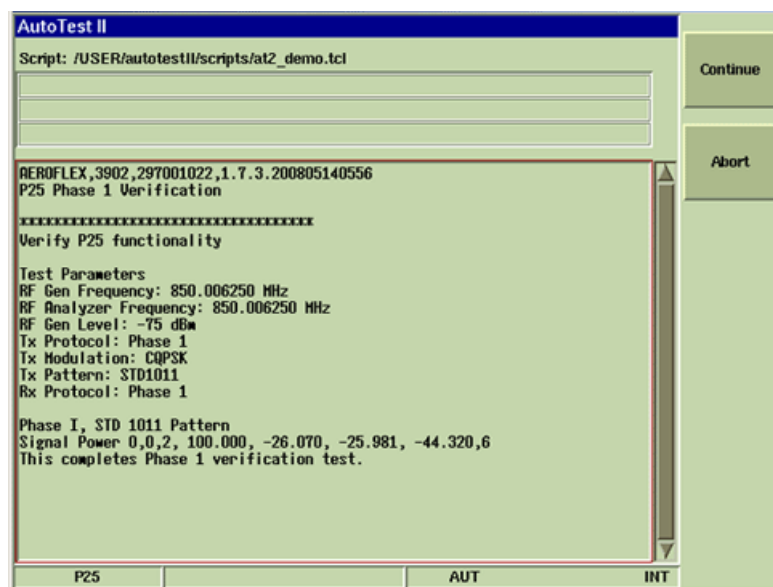 AutoTest II
Script: /USER/autotestII/scripts/at2_demo.tcl
Continue
Abort
AEROFLEX,3902,297001022,1.7.3.200805140556
P25 Phase 1 Verification
***********************************
Verify P25 functionality
Test Parameters
RF Gen Frequency: 850.006250 MHz
RF Analyzer Frequency: 850.006250 MHz
RF Gen Level: -75 dBm
Tx Protocol: Phase 1
Tx Modulation: CQPSK
Tx Pattern: STD1011
Rx Protocol: Phase 1
Phase I, STD 1011 Pattern
Signal Power 0,0,2, 100.000, -26.070, -25.981, -44.320,6
This completes Phase 1 verification test.
P25
AUT
INT